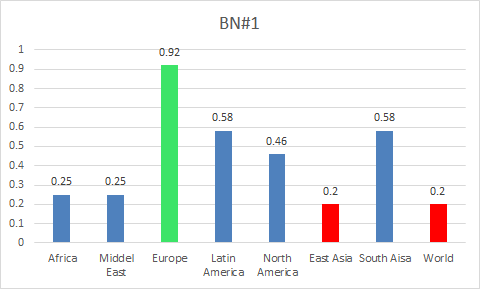 BN#1
1
0.9
0.8
0.7
0.6
0.5
0.4
0.3
0.2
0.1
0
0.25
0.25
0.92
0.58
0.46
0.2
0.58
0.2
Africa
Middel
East
Europe
Latin
America
North
America
East Asia
South Aisa
World